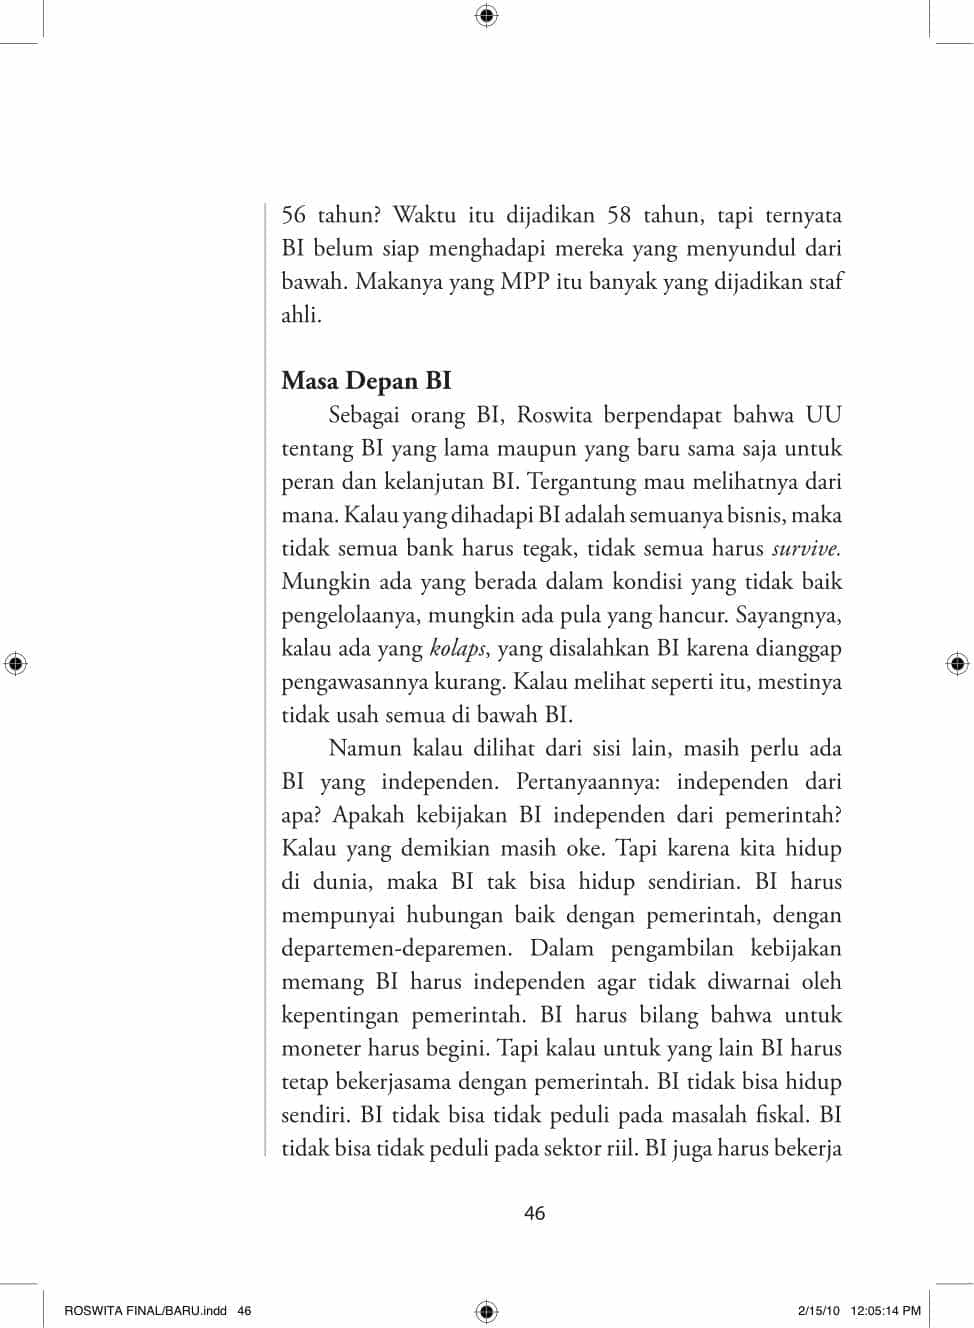 56 tahun? Waktu itu dijadikan 58 tahun, tapi ternyata
BI belum siap menghadapi mereka yang menyundul dari
bawah. Makanya yang MPP itu banyak yang dijadikan staf
ahli.
Masa Depan BI
Sebagai orang BI, Roswita berpendapat bahwa UU
tentang BI yang lama maupun yang baru sama saja untuk
peran dan kelanjutan BI. Tergantung mau melihatnya dari
mana. Kalau yang dihadapi BI adalah semuanya bisnis, maka
tidak semua bank harus tegak, tidak semua harus survive.
Mungkin ada yang berada dalam kondisi yang tidak baik
pengelolaanya, mungkin ada pula yang hancur. Sayangnya,
kalau ada yang kolaps, yang disalahkan BI karena dianggap
pengawasannya kurang. Kalau melihat seperti itu, mestinya
tidak usah semua di bawah BI.
Namun kalau dilihat dari sisi lain, masih perlu ada
BI yang independen. Pertanyaannya: independen dari
apa? Apakah kebijakan BI independen dari pemerintah?
Kalau yang demikian masih oke. Tapi karena kita hidup
di dunia, maka BI tak bisa hidup sendirian. BI harus
mempunyai hubungan baik dengan pemerintah, dengan
departemen-deparemen. Dalam pengambilan kebijakan
memang BI harus independen agar tidak diwarnai oleh
kepentingan pemerintah. BI harus bilang bahwa untuk
moneter harus begini. Tapi kalau untuk yang lain BI harus
tetap bekerjasama dengan pemerintah. BI tidak bisa hidup
sendiri. BI tidak bisa tidak peduli pada masalah fiskal. BI
tidak bisa tidak peduli pada sektor riil. BI juga harus bekerja
46
ROSWITA FINAL/BARU.indd 46
2/15/10 12:05:14 PM